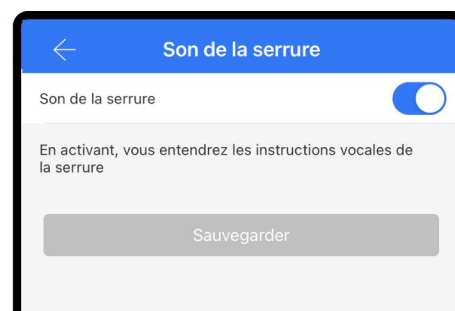 Son de la serrure
Son de la serrure
En activant, vous entendrez les instructions vocales de
la serrure
Sauvegarder